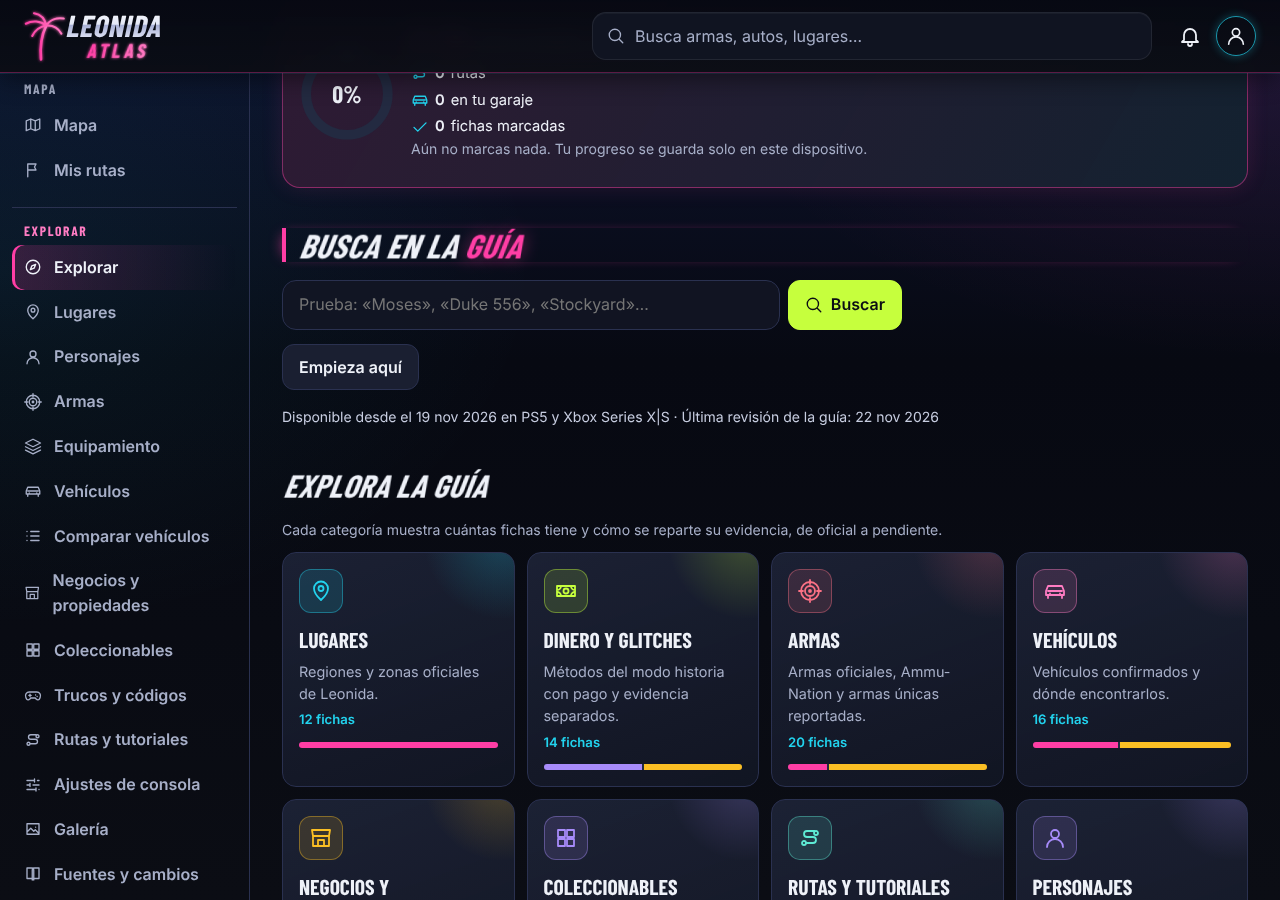 LEONIDA
ATLAS
Busca armas, autos, lugares...
MAPA
Mapa
Mis rutas
EXPLORAR
Explorar
Lugares
Personajes
Armas
Equipamiento
Vehículos
Comparar vehículos
Negocios y
propiedades
Coleccionables
Trucos y códigos
Rutas y tutoriales
Ajustes de consola
Galería
Fuentes y cambios
0%
0 rutas
0 en tu garaje
0 fichas marcadas
Aún no marcas nada. Tu progreso se guarda solo en este dispositivo.
BUSCA EN LA GUÍA
Prueba: «Moses», «Duke 556», «Stockyard»...
Buscar
Empieza aquí
Disponible desde el 19 nov 2026 en PS5 y Xbox Series X|S · Última revisión de la guía: 22 nov 2026
EXPLORA LA GUÍA
Cada categoría muestra cuántas fichas tiene y cómo se reparte su evidencia, de oficial a pendiente.
LUGARES
Regiones y zonas oficiales
de Leonida.
12 fichas
DINERO Y GLITCHES
Métodos del modo historia
con pago y evidencia
separados.
14 fichas
ARMAS
Armas oficiales, Ammu-
Nation y armas únicas
reportadas.
20 fichas
VEHÍCULOS
Vehículos confirmados y
dónde encontrarlos.
16 fichas
NEGOCIOS Y
COLECCIONABLES
RUTAS Y TUTORIALES
PERSONAJES